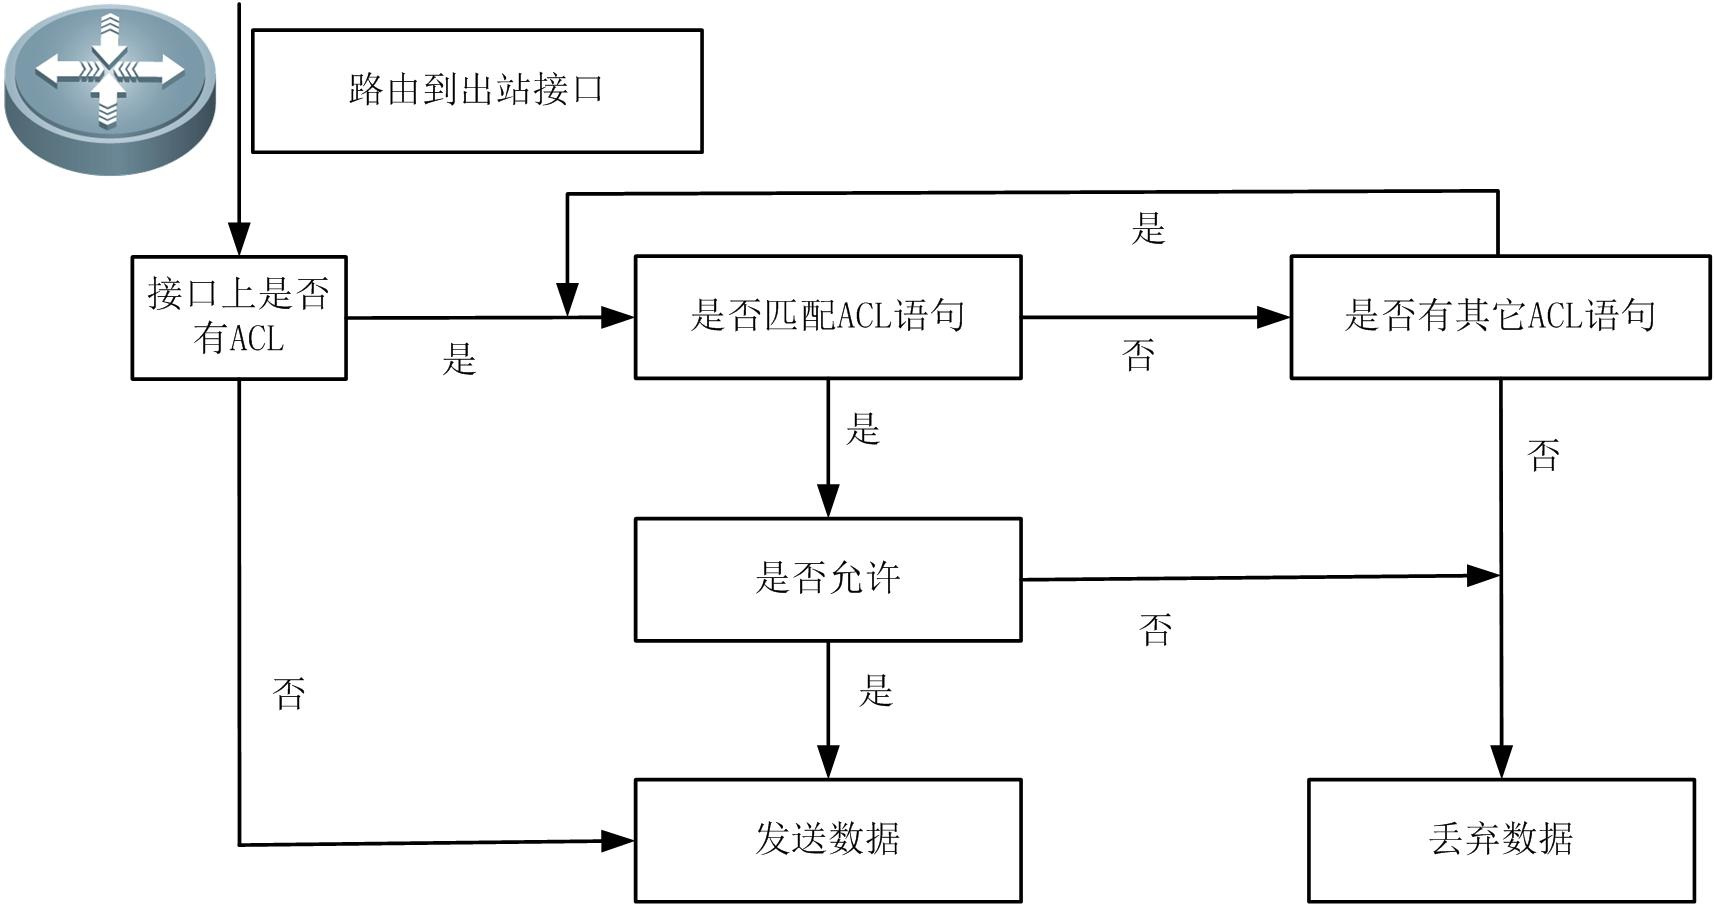 路由到出站接口
是
接口上是否
有ACL
是
是否匹配ACL语句
否
是否有其它ACL语句
是
否
是否允许
否
否
是
发送数据
丢弃数据